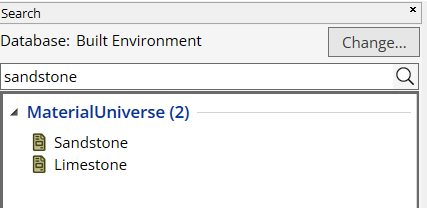 Search
Database: Built Environment
Change...
sandstone
MaterialUniverse (2)
Sandstone
Limestone